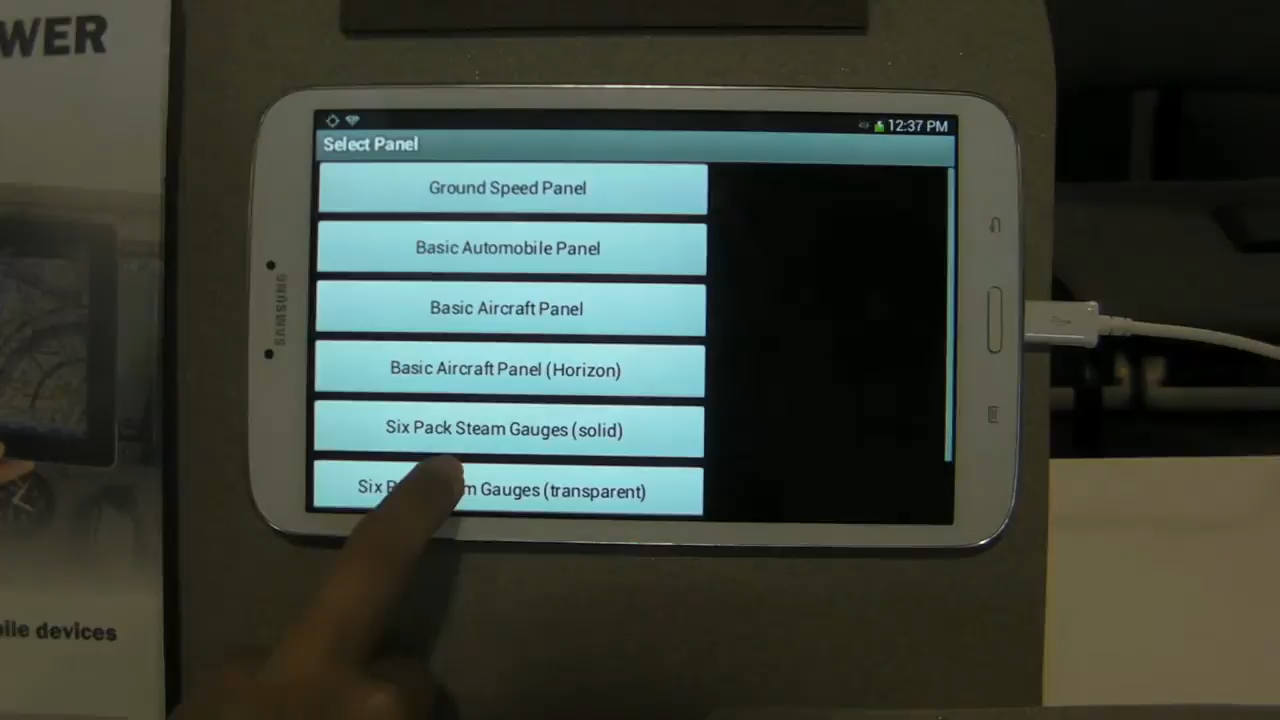 WER
12:37 PM
Select Panel
Ground Speed Panel
Basic Automobile Panel
Basic Aircraft Panel
Basic Aircraft Panel (Horizon)
Six Pack Steam Gauges (solid)
Six Gauges (transparent)
SAMSUNG
devices